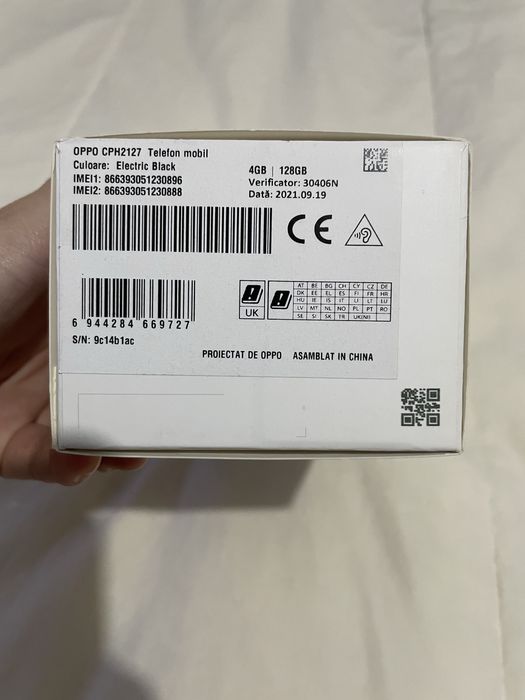 OPPO CPH2127 Telefon mobil
Culoare: Electric Black
IMEI1: 866393051230896
IMEI2: 866393051230888
4GB | 128GB
Verificator: 30406N
Dată: 2021.09.19
CE
UK
AT BE BG CH CY CZ DE
DK EE EL ES FI FR HR
HU IE IS IT LI LT LU
LV MT NL NO PL PT RO
SE SI SK TR UK(NI)
6 944284 669727
S/N: 9c14b1ac
PROIECTAT DE OPPO ASAMBLAT IN CHINA